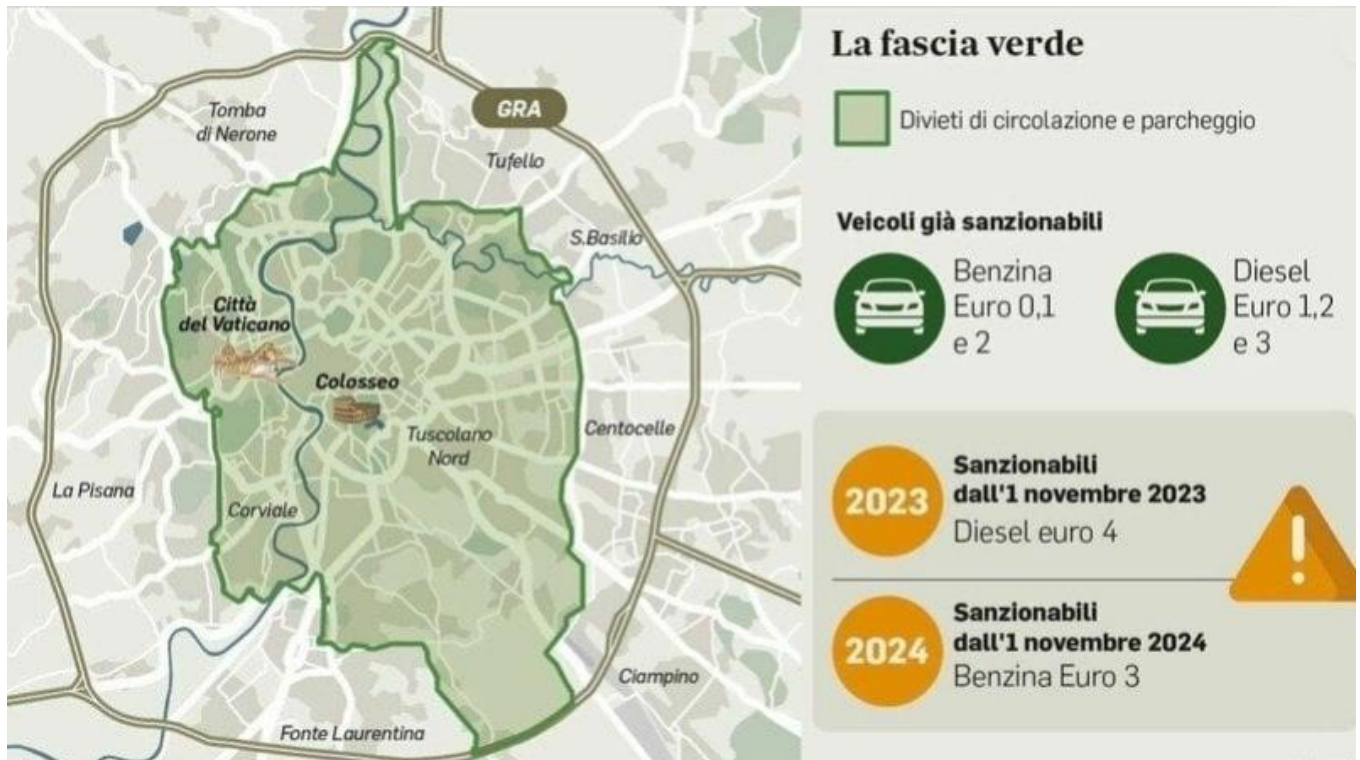 Tomba
di Nerone
GRA
Tufello
S.Basilio
Città
del Vaticano
Colosseo
Tuscolano
Nord
Centocelle
La Pisana
Corviale
Ciampino
Fonte Laurentina
La fascia verde
Divieti di circolazione e parcheggio
Veicoli già sanzionabili
Benzina
Euro 0,1
e 2
Diesel
Euro 1,2
e 3
2023
Sanzionabili
dall'1 novembre 2023
Diesel euro 4
2024
Sanzionabili
dall'1 novembre 2024
Benzina Euro 3